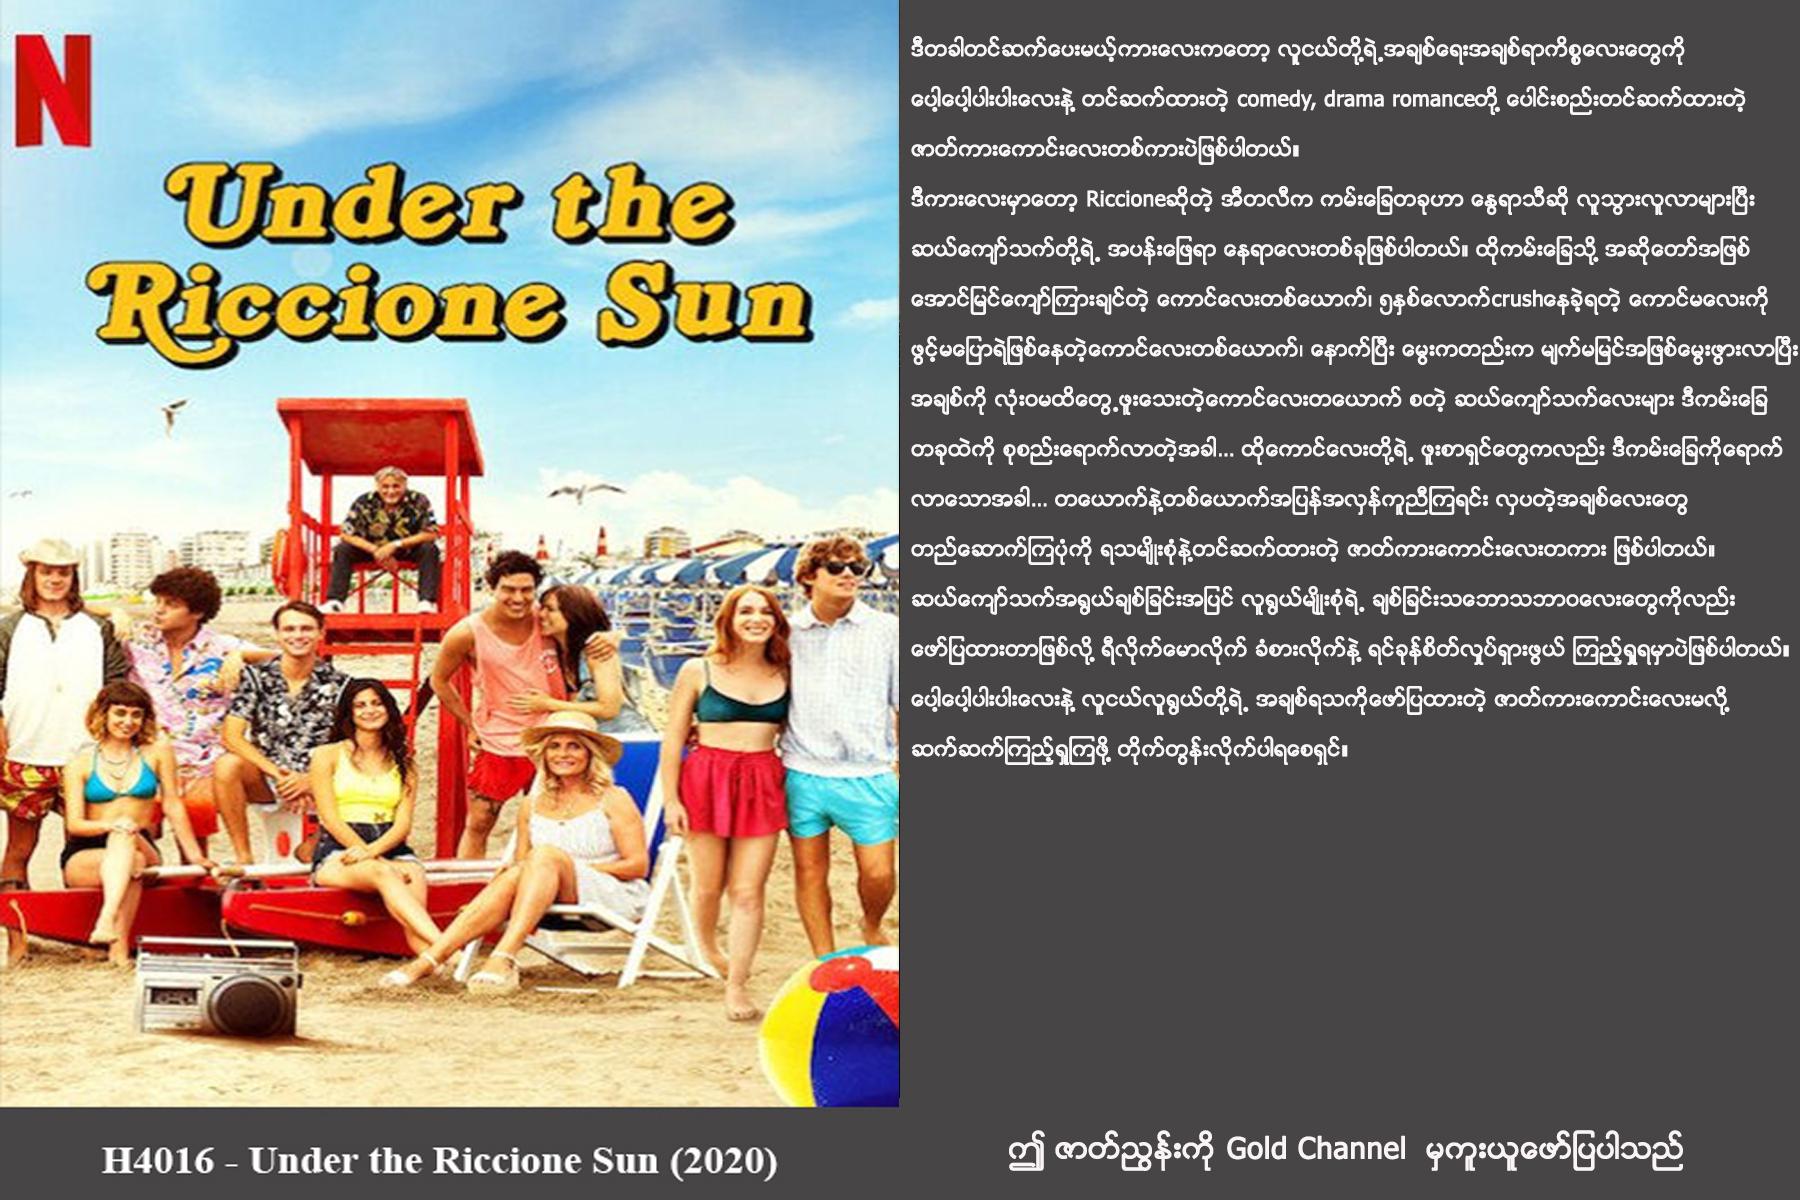 N
Under the
Riccione Sun
H4016 - Under the Riccione Sun (2020)
ဒီတခါတင်ဆက်ပေးမယ့်ကားလေးကတော့ လူငယ်တို့ရဲ့အချစ်ရေးအချစ်ရာကိစ္စလေးတွေကို
ပေါ့ပေါ့ပါးပါးလေးနဲ့ တင်ဆက်ထားတဲ့ comedy, drama romanceတို့ ပေါင်းစည်းတင်ဆက်ထားတဲ့
ဇာတ်ကားကောင်းလေးတစ်ကားပဲဖြစ်ပါတယ်။
ဒီကားလေးမှာတော့ Riccioneဆိုတဲ့ အီတလီက ကမ်းခြေတခုဟာ နွေရာသီဆို လူသွားလူလာများပြီး
ဆယ်ကျော်သက်တို့ရဲ့ အပန်းဖြေရာ နေရာလေးတစ်ခုဖြစ်ပါတယ်။ ထိုကမ်းခြေသို့ အဆိုတော်အဖြစ်
အောင်မြင်ကျော်ကြားချင်တဲ့ ကောင်လေးတစ်ယောက်၊ ၅နှစ်လောက်crushနေခဲ့ရတဲ့ ကောင်မလေးကို
ဖွင့်မပြောရဲဖြစ်နေတဲ့ကောင်လေးတစ်ယောက်၊ နောက်ပြီး မွေးကတည်းက မျက်မမြင်အဖြစ်မွေးဖွားလာပြီး
အချစ်ကို လုံးဝမထိတွေ့ဖူးသေးတဲ့ကောင်လေးတယောက် စတဲ့ ဆယ်ကျော်သက်လေးများ ဒီကမ်းခြေ
တခုထဲကို စုစည်းရောက်လာတဲ့အခါ... ထိုကောင်လေးတို့ရဲ့ ဖူးစာရှင်တွေကလည်း ဒီကမ်းခြေကိုရောက်
လာသောအခါ... တယောက်နဲ့တစ်ယောက်အပြန်အလှန်ကူညီကြရင်း လှပတဲ့အချစ်လေးတွေ
တည်ဆောက်ကြပုံကို ရသမျိုးစုံနဲ့တင်ဆက်ထားတဲ့ ဇာတ်ကားကောင်းလေးတကား ဖြစ်ပါတယ်။
ဆယ်ကျော်သက်အရွယ်ချစ်ခြင်းအပြင် လူရွယ်မျိုးစုံရဲ့ ချစ်ခြင်းသဘောသဘာဝလေးတွေကိုလည်း
ဖော်ပြထားတာဖြစ်လို့ ရီလိုက်မောလိုက် ခံစားလိုက်နဲ့ ရင်ခုန်စိတ်လှုပ်ရှားဖွယ် ကြည့်ရှုရမှာပဲဖြစ်ပါတယ်။
ပေါ့ပေါ့ပါးပါးလေးနဲ့ လူငယ်လူရွယ်တို့ရဲ့ အချစ်ရသကိုဖော်ပြထားတဲ့ ဇာတ်ကားကောင်းလေးမလို့
ဆက်ဆက်ကြည့်ရှုကြဖို့ တိုက်တွန်းလိုက်ပါရစေရှင်။
ဤ ဇာတ်ညွှန်းကို Gold Channel မှကူးယူဖော်ပြပါသည်